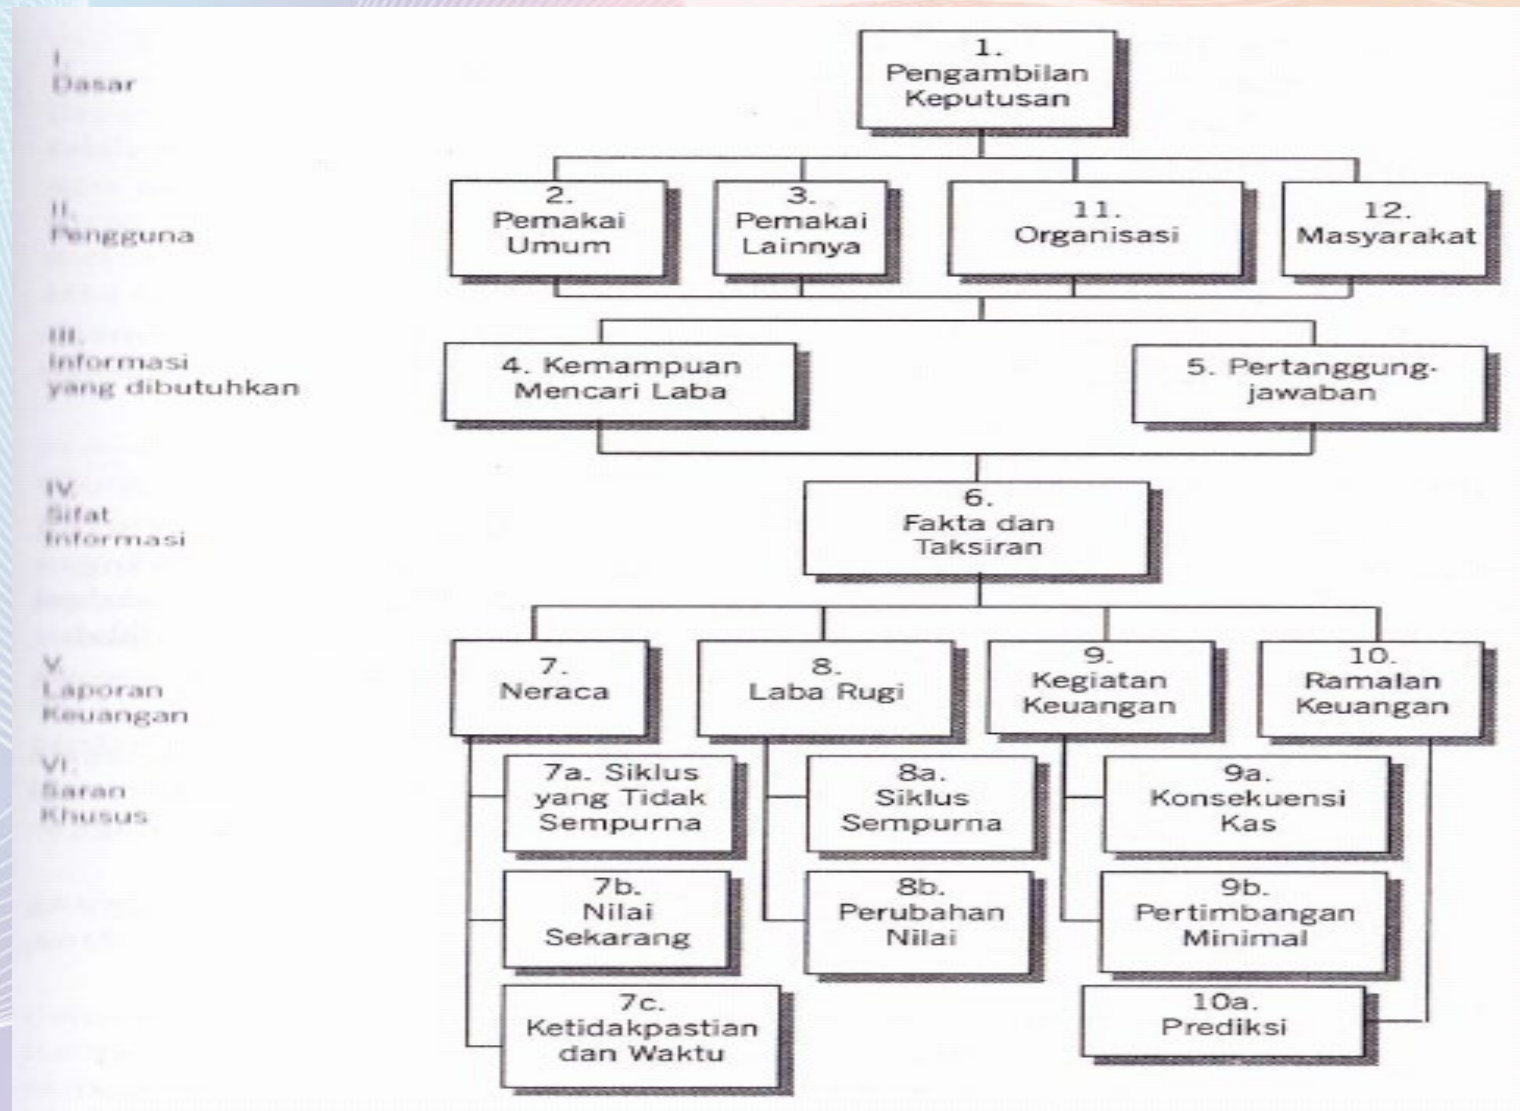 I.
Dasar
1.
Pengambilan
Keputusan
II.
Pengguna
2.
Pemakai
Umum
3.
Pemakai
Lainnya
11.
Organisasi
12.
Masyarakat
III.
Informasi
yang dibutuhkan
4. Kemampuan
Mencari Laba
5. Pertanggung-
jawaban
IV.
Sifat
Informasi
6.
Fakta dan
Taksiran
V.
Laporan
Keuangan
7.
Neraca
8.
Laba Rugi
9.
Kegiatan
Keuangan
10.
Ramalan
Keuangan
VI.
Saran
Khusus
7a. Siklus
yang Tidak
Sempurna
8a.
Siklus
Sempurna
9a.
Konsekuensi
Kas
7b.
Nilai
Sekarang
8b.
Perubahan
Nilai
9b.
Pertimbangan
Minimal
7c.
Ketidakpastian
dan Waktu
10a.
Prediksi